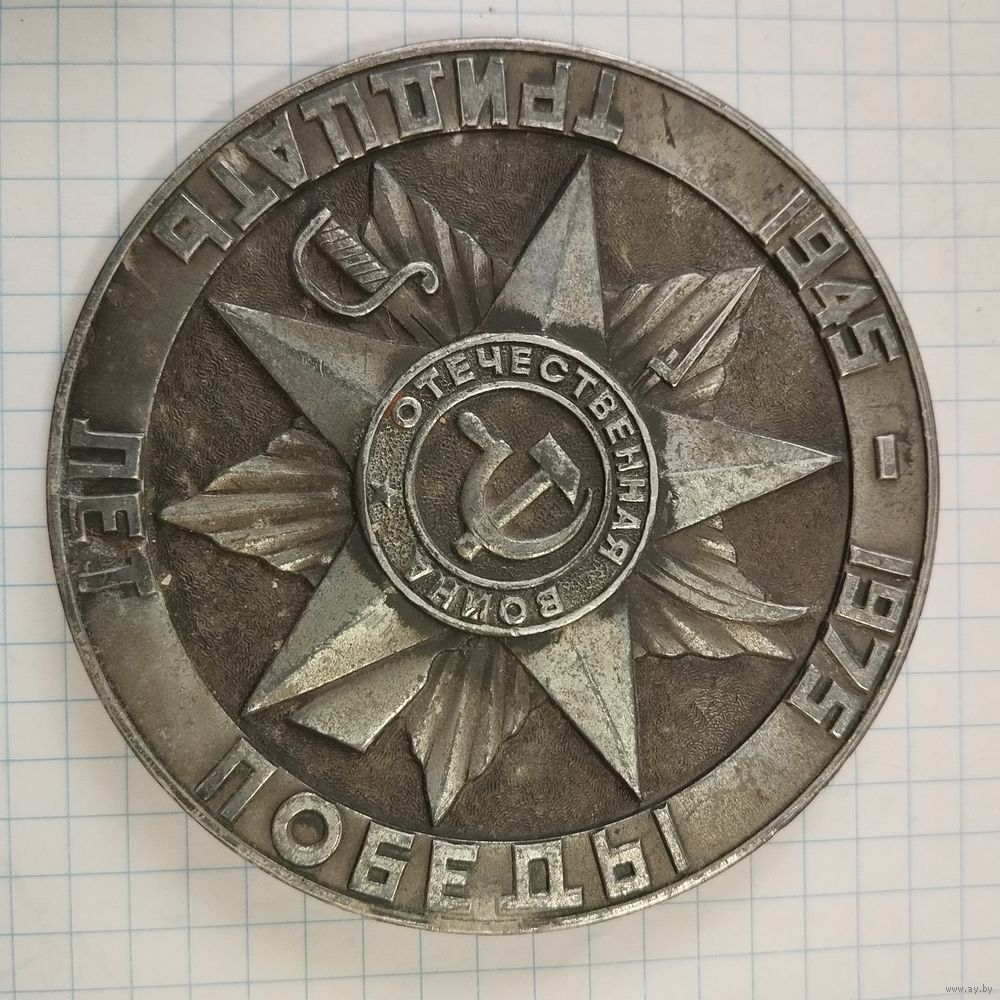 ТРИДЦАТЬ ЛЕТ ПОБЕДЫ
1945 - 1975
ОТЕЧЕСТВЕННАЯ ВОЙНА
www.ay.by